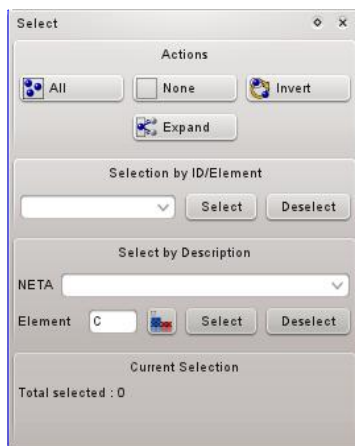 Select
Actions
All None Invert
Expand
Selection by ID/Element
Select Deselect
Select by Description
NETA
Element C Select Deselect
Current Selection
Total selected : 0